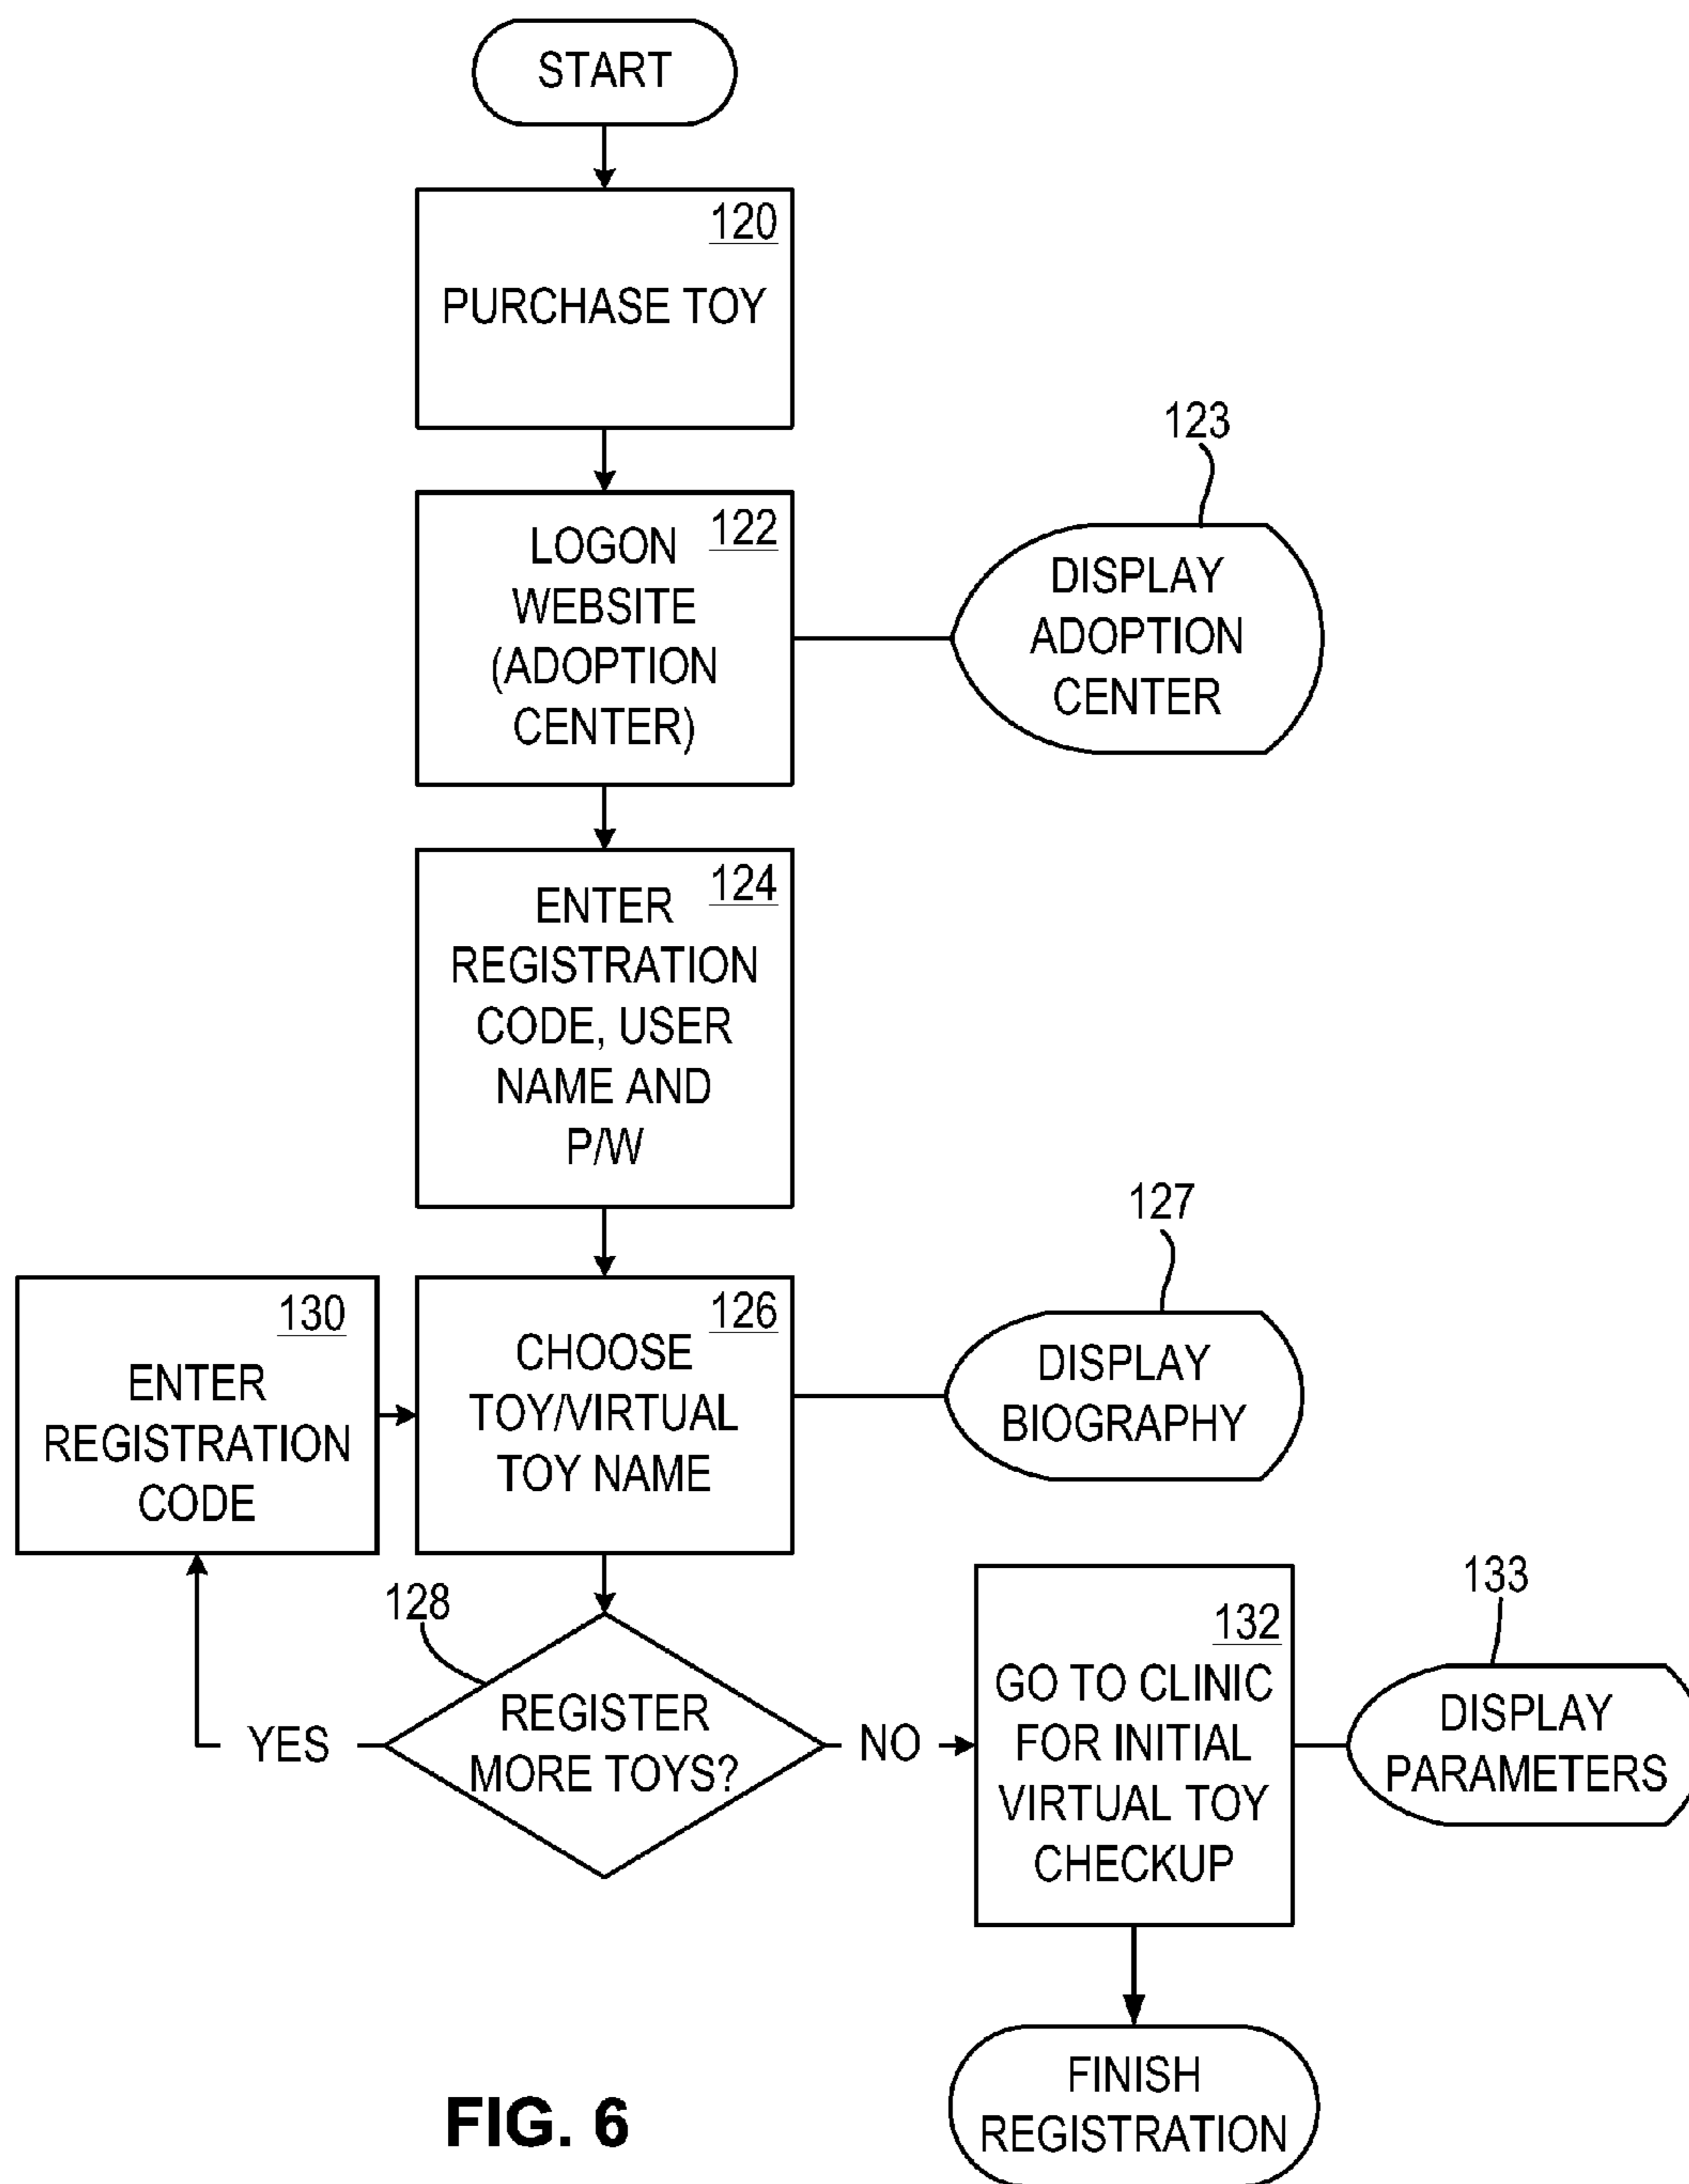 START
120
PURCHASE TOY
123
122
LOGON
WEBSITE
(ADOPTION
CENTER)
DISPLAY
ADOPTION
CENTER
124
ENTER
REGISTRATION
CODE, USER
NAME AND
P/W
127
130
ENTER
REGISTRATION
CODE
126
CHOOSE
TOY/VIRTUAL
TOY NAME
DISPLAY
BIOGRAPHY
128
REGISTER
MORE TOYS?
YES
NO
133
132
GO TO CLINIC
FOR INITIAL
VIRTUAL TOY
CHECKUP
DISPLAY
PARAMETERS
FINISH
REGISTRATION
FIG. 6